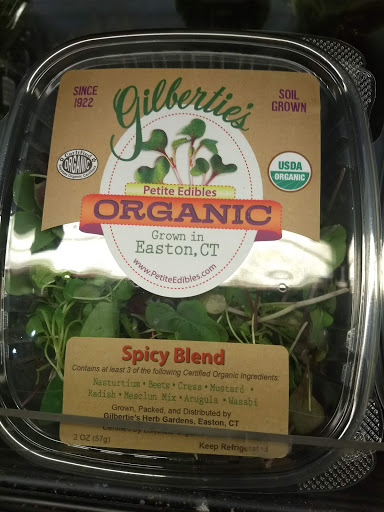 SINCE
1922
Gilbertie's
SOIL
GROWN
ORGANIC
USDA
ORGANIC
Petite Edibles
ORGANIC
Grown in
Easton, CT
www.PetiteEdibles.com
Spicy Blend
Contains at least 3 of the following Certified Organic Ingredients:
Nasturtium • Beets • Cress • Mustard •
Radish • Mesclun Mix • Arugula • Wasabi
Grown, Packed, and Distributed by
Gilbertie's Herb Gardens, Easton, CT
2 OZ (57g)
Keep Refrigerated